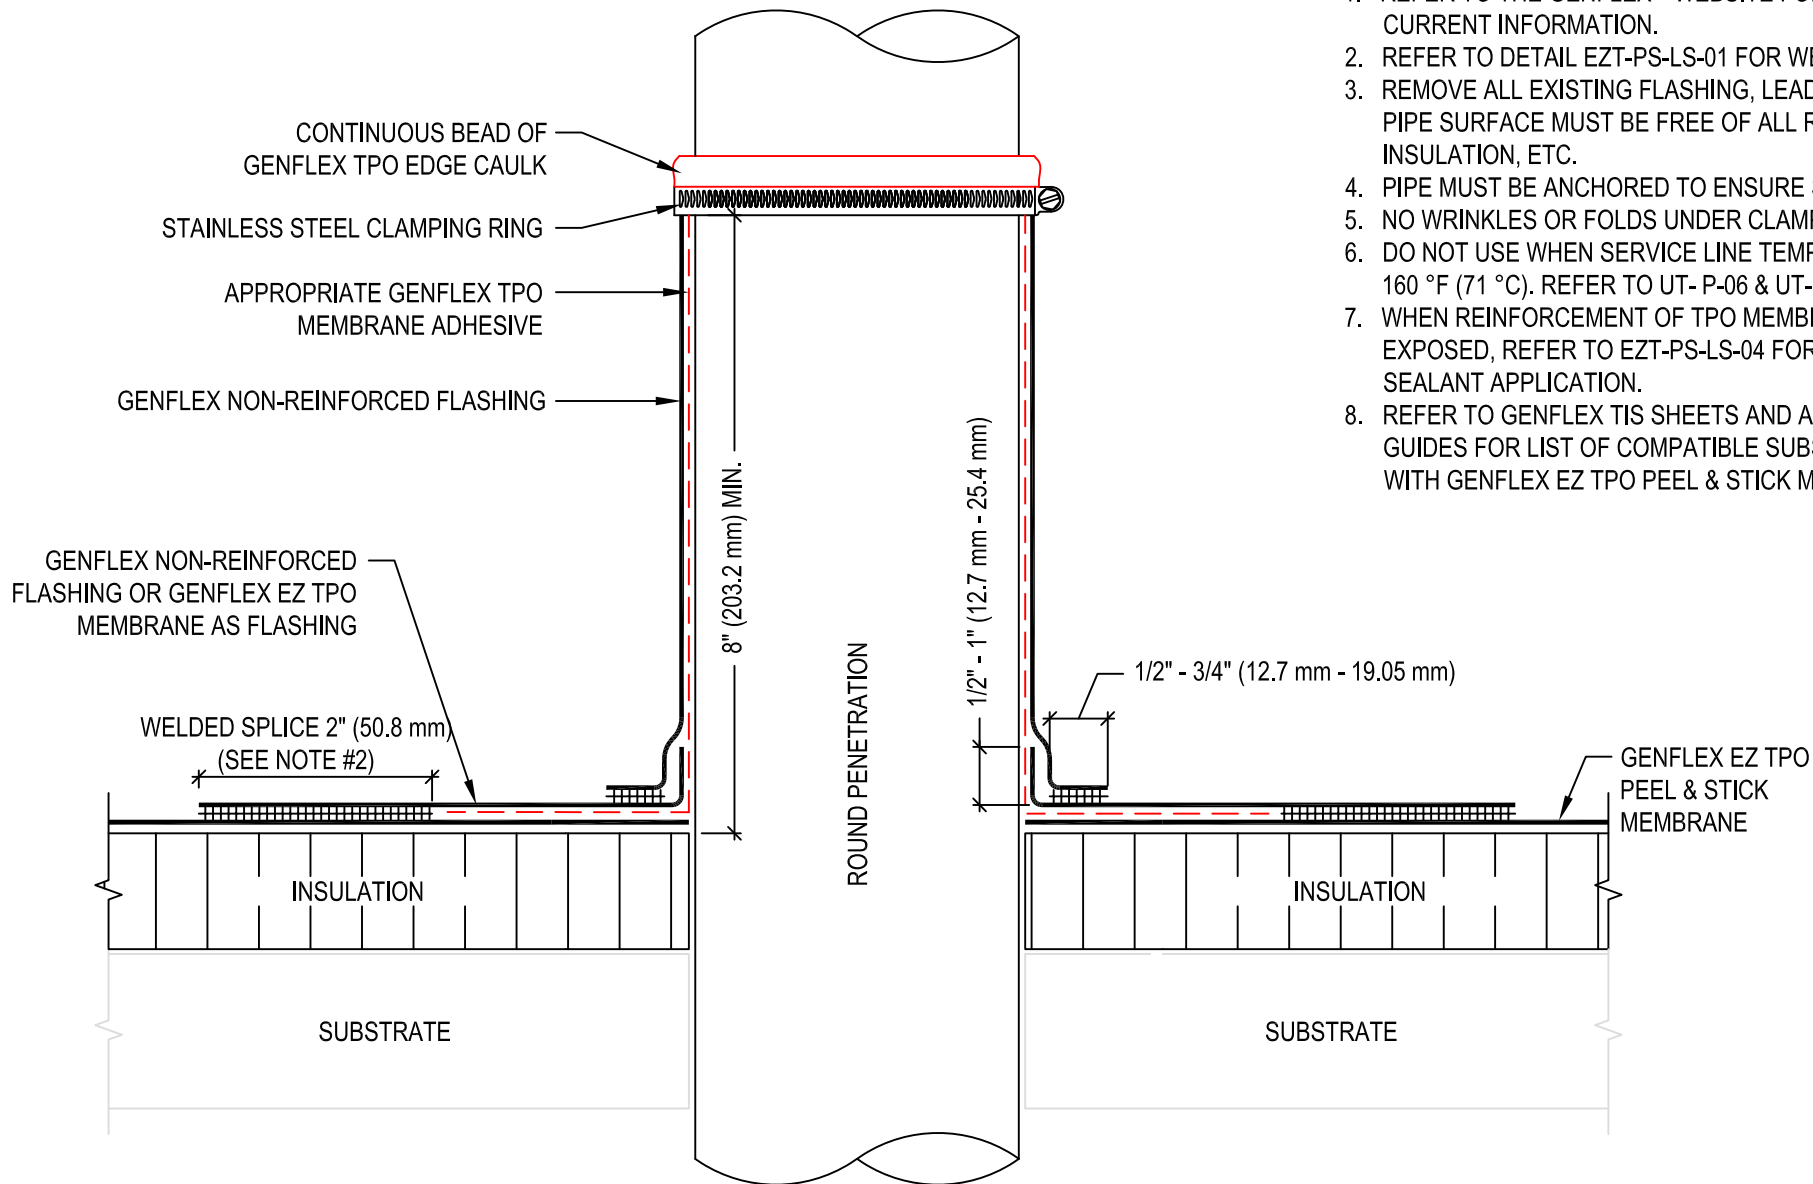 CURRENT INFORMATION.
2. REFER TO DETAIL EZT-PS-LS-01 FOR
3. REMOVE ALL EXISTING FLASHING, LEAD
PIPE SURFACE MUST BE FREE OF ALL
INSULATION, ETC.
4. PIPE MUST BE ANCHORED TO ENSURE
5. NO WRINKLES OR FOLDS UNDER
6. DO NOT USE WHEN SERVICE LINE
160 °F (71 °C). REFER TO UT- P-06 & UT-
7. WHEN REINFORCEMENT OF TPO
EXPOSED, REFER TO EZT-PS-LS-04 FOR
SEALANT APPLICATION.
8. REFER TO GENFLEX TIS SHEETS AND
GUIDES FOR LIST OF COMPATIBLE
WITH GENFLEX EZ TPO PEEL & STICK
CONTINUOUS BEAD OF
GENFLEX TPO EDGE CAULK
STAINLESS STEEL CLAMPING RING
APPROPRIATE GENFLEX TPO
MEMBRANE ADHESIVE
GENFLEX NON-REINFORCED FLASHING
8" (203.2 mm) MIN.
1/2" - 1" (12.7 mm - 25.4 mm)
GENFLEX NON-REINFORCED
FLASHING OR GENFLEX EZ TPO
MEMBRANE AS FLASHING
ROUND PENETRATION
1/2" - 3/4" (12.7 mm - 19.05 mm)
WELDED SPLICE 2" (50.8 mm)
(SEE NOTE #2)
GENFLEX EZ TPO
PEEL & STICK
MEMBRANE
INSULATION
INSULATION
SUBSTRATE
SUBSTRATE